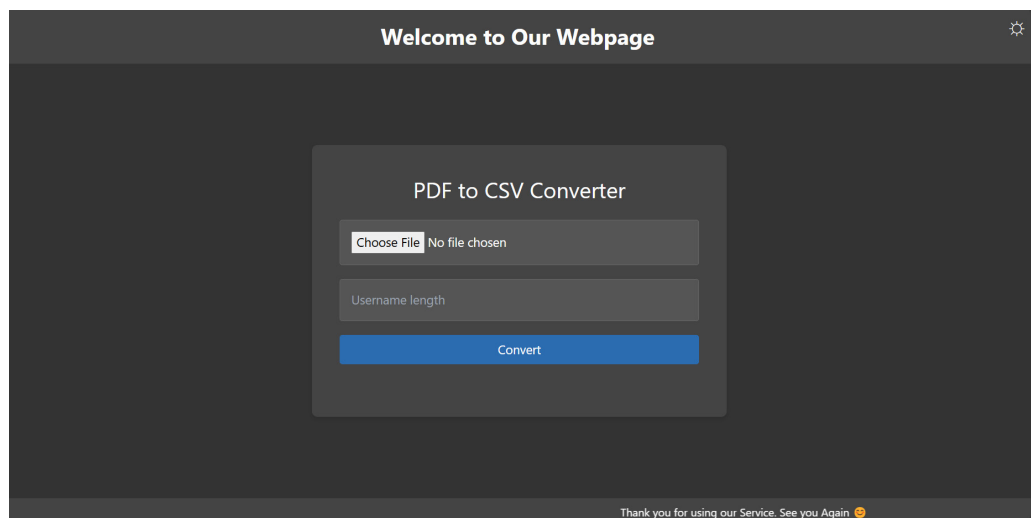 Welcome to Our Webpage
PDF to CSV Converter
Choose File No file chosen
Username length
Convert
Thank you for using our Service. See you Again 😊